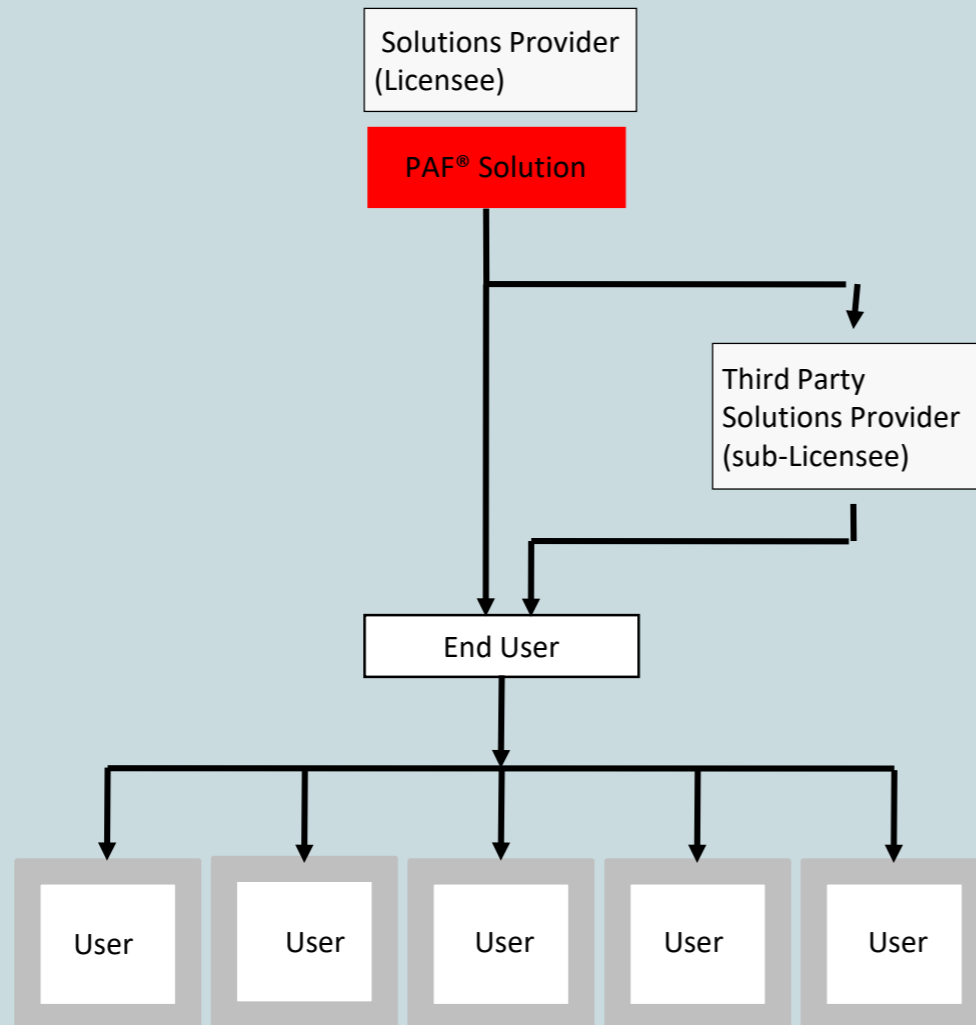 Solutions Provider
(Licensee)
PAF® Solution
Third Party
Solutions Provider
(sub-Licensee)
End User
User
User
User
User
User